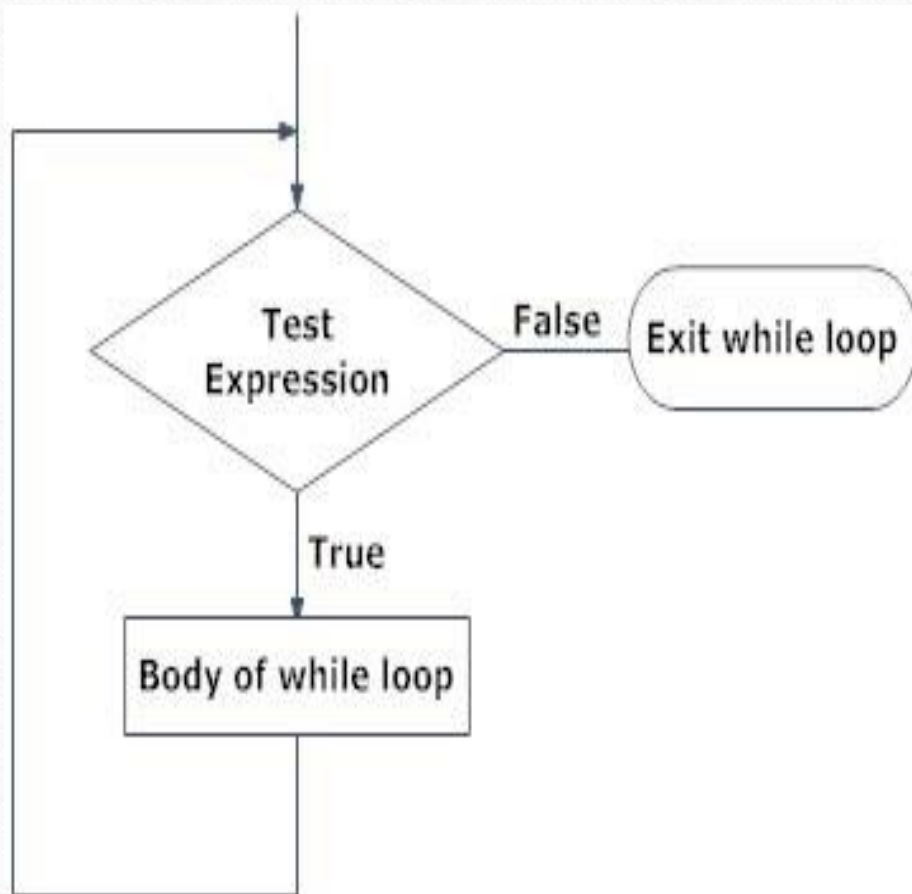 Test
Expression
False
Exit while loop
True
Body of while loop